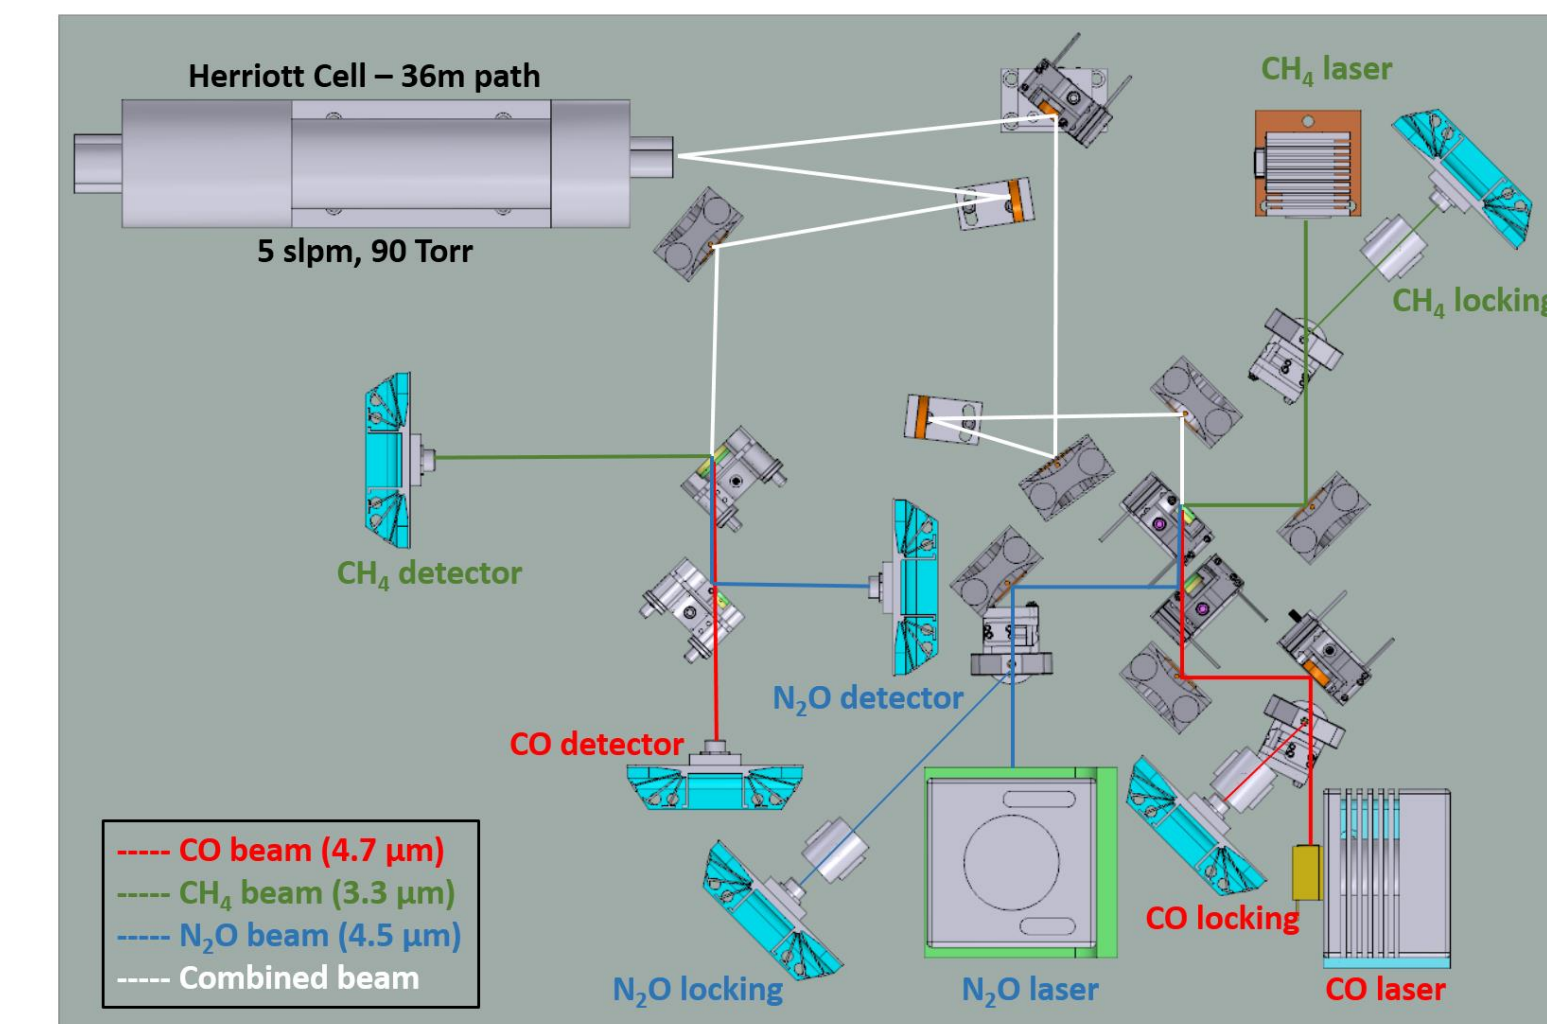 Herriott Cell – 36m path
5 slpm, 90 Torr
CH₄ laser
CH₄ locking
CH₄ detector
N₂O detector
CO detector
CO locking
N₂O locking
N₂O laser
CO laser
----- CO beam (4.7 µm)
----- CH₄ beam (3.3 µm)
----- N₂O beam (4.5 µm)
----- Combined beam